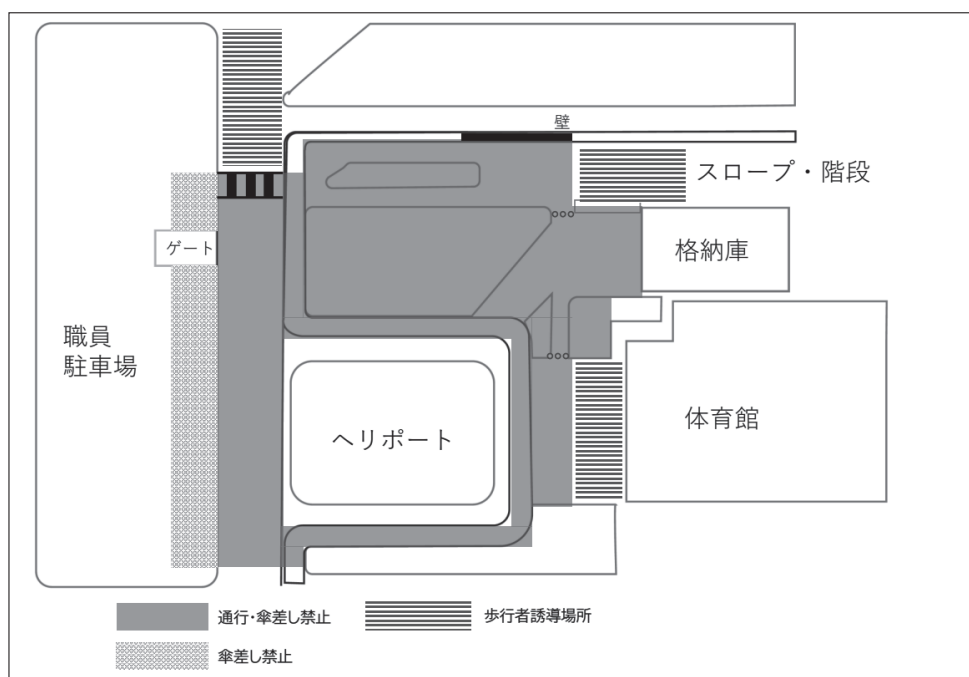 壁
スロープ・階段
ゲート
格納庫
職員
駐車場
ヘリポート
体育館
通行・傘差し禁止
歩行者誘導場所
傘差し禁止